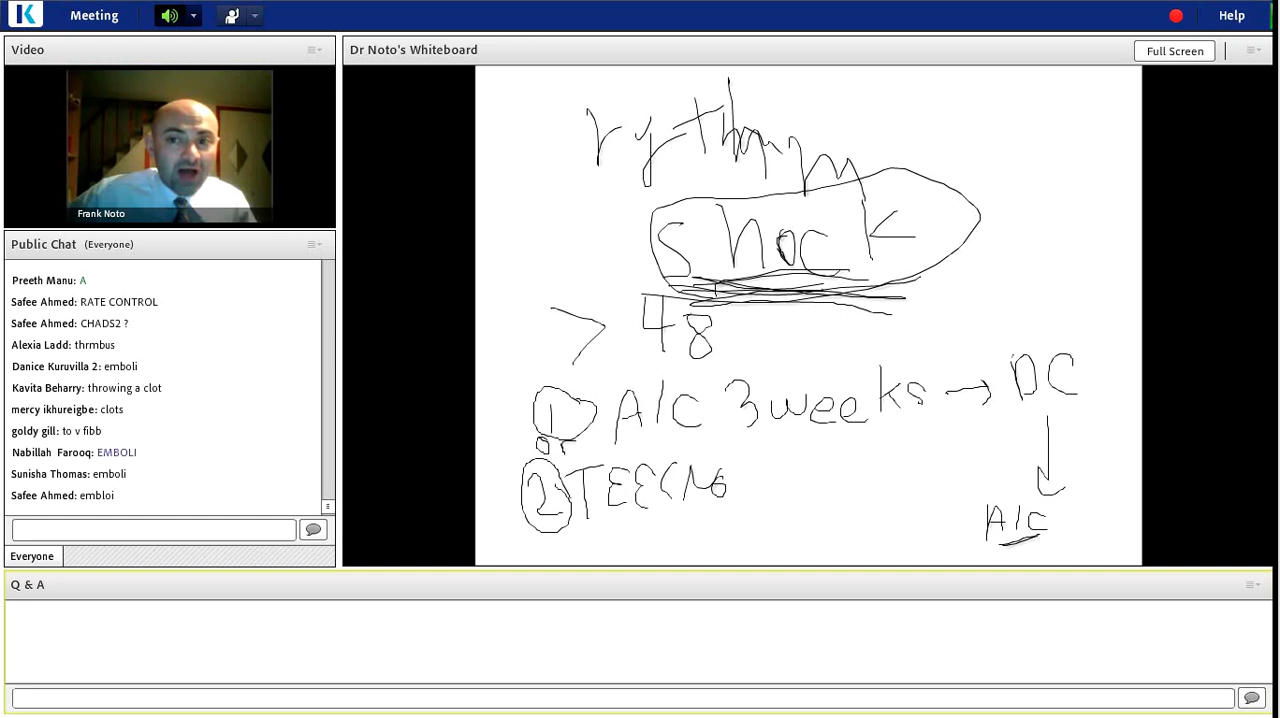 K Meeting Help
Video
Frank Noto
Public Chat (Everyone)
Preeth Manu: A
Safee Ahmed: RATE CONTROL
Safee Ahmed: CHADS2 ?
Alexia Ladd: thrmbus
Danice Kuruvilla 2: emboli
Kavita Beharry: throwing a clot
mercy ikhureigbe: clots
goldy gill: to v fibb
Nabillah Farooq: EMBOLI
Sunisha Thomas: emboli
Safee Ahmed: embloi
Everyone
Dr Noto's Whiteboard Full Screen
rythym
SHock
> 48
1 A/C 3 weeks → DC
or
2 TEE (No
A/C
Q & A